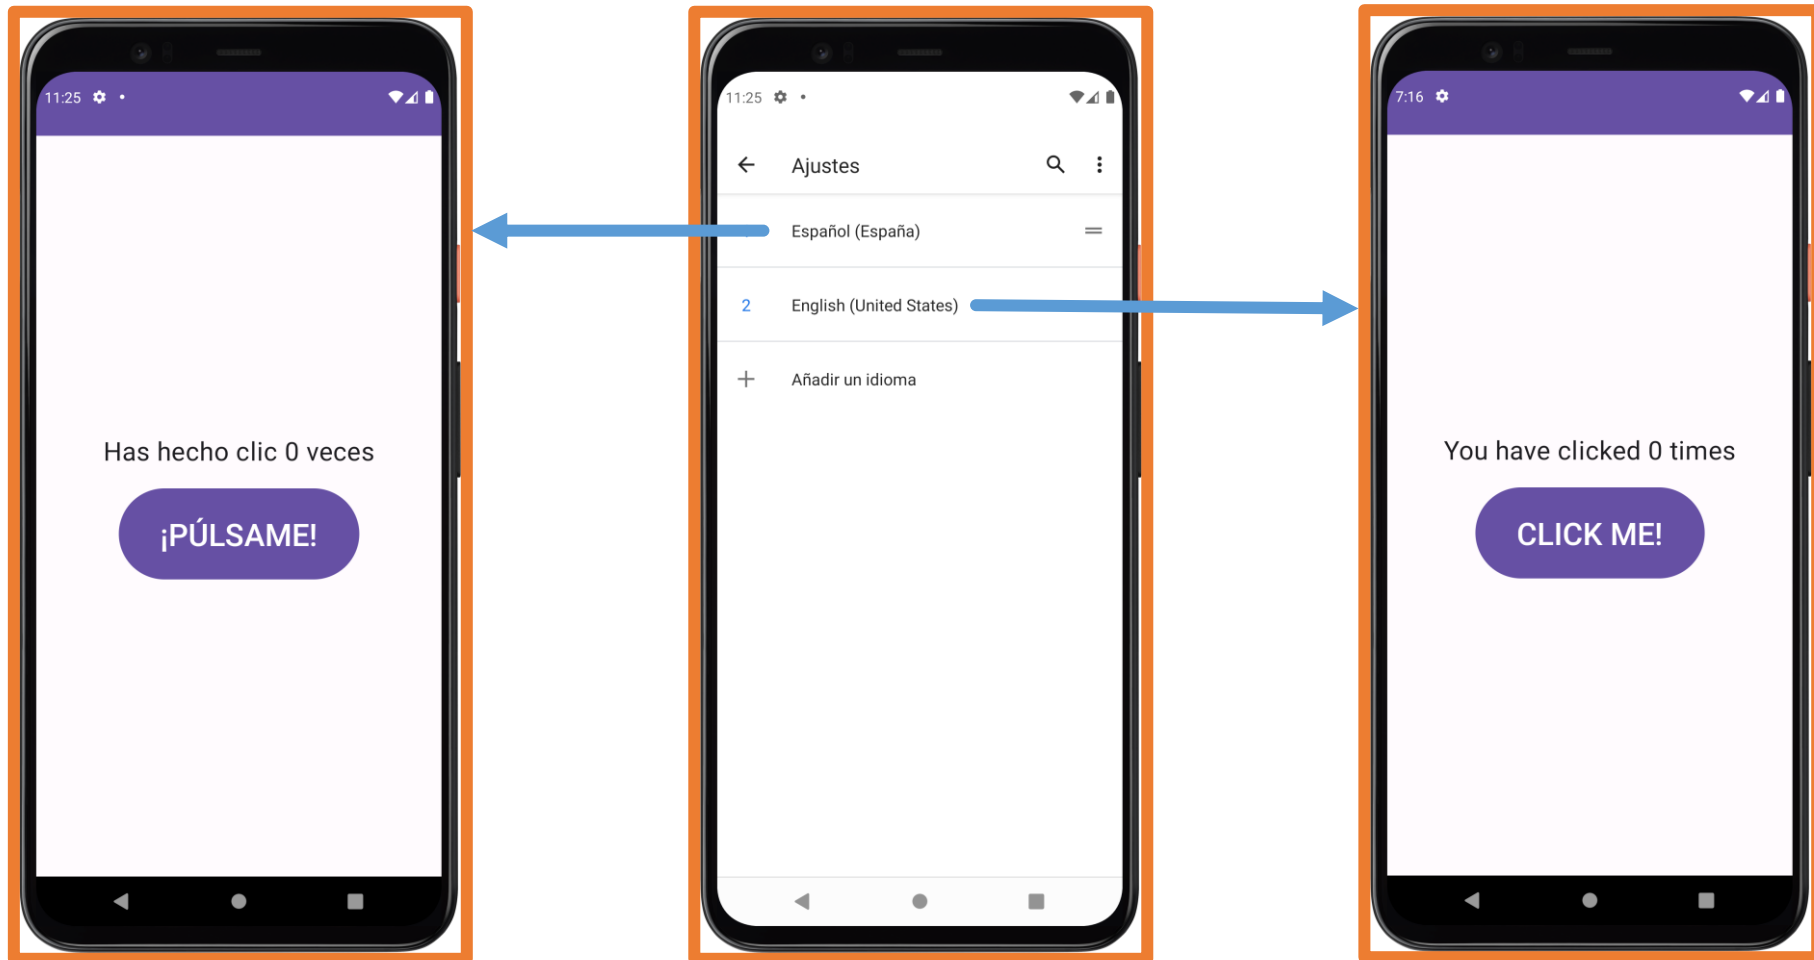 11:25
Has hecho clic 0 veces
¡PÚLSAME!
11:25
Ajustes
Español (España)
2
English (United States)
Añadir un idioma
7:16
You have clicked 0 times
CLICK ME!